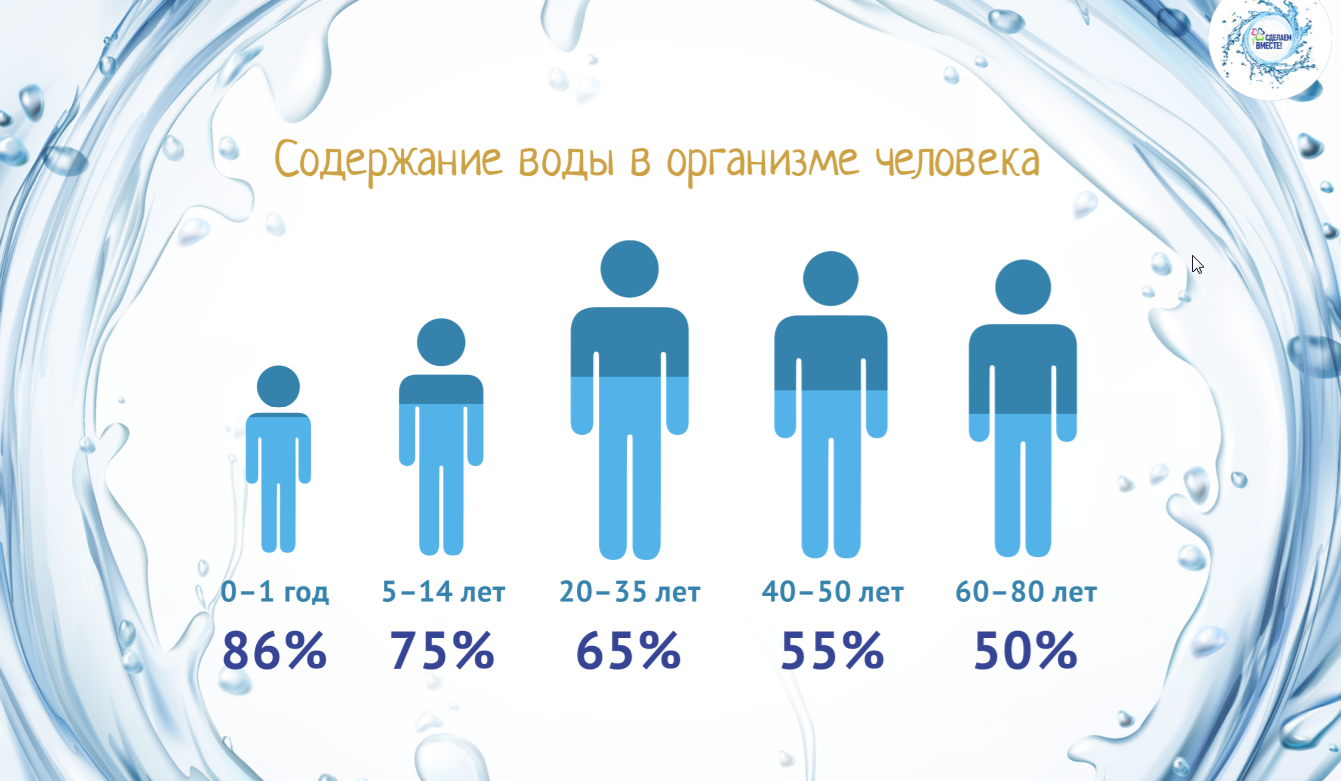 СДЕЛАЕМ
ВМЕСТЕ!
Содержание воды в организме человека
0–1 год 5–14 лет 20–35 лет 40–50 лет 60–80 лет
86% 75% 65% 55% 50%